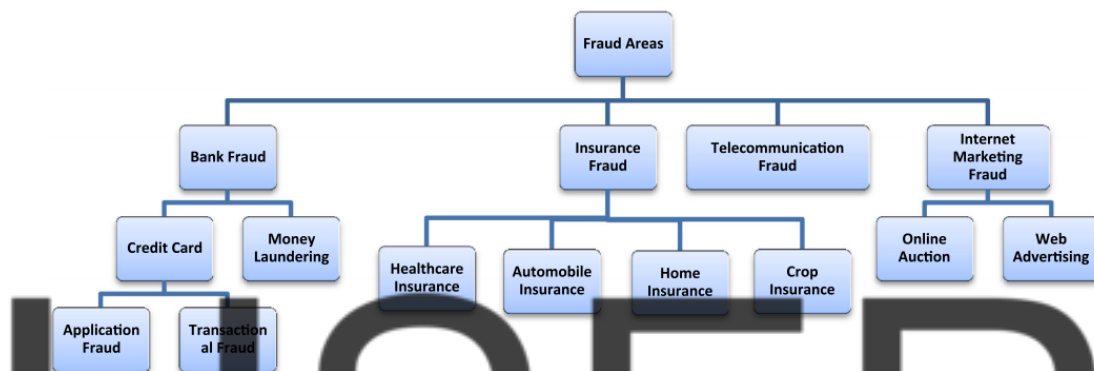 Fraud Areas
Bank Fraud
Insurance
Fraud
Telecommunication
Fraud
Internet
Marketing
Fraud
Credit Card
Money
Laundering
Healthcare
Insurance
Automobile
Insurance
Home
Insurance
Crop
Insurance
Online
Auction
Web
Advertising
Application
Fraud
Transaction
al Fraud